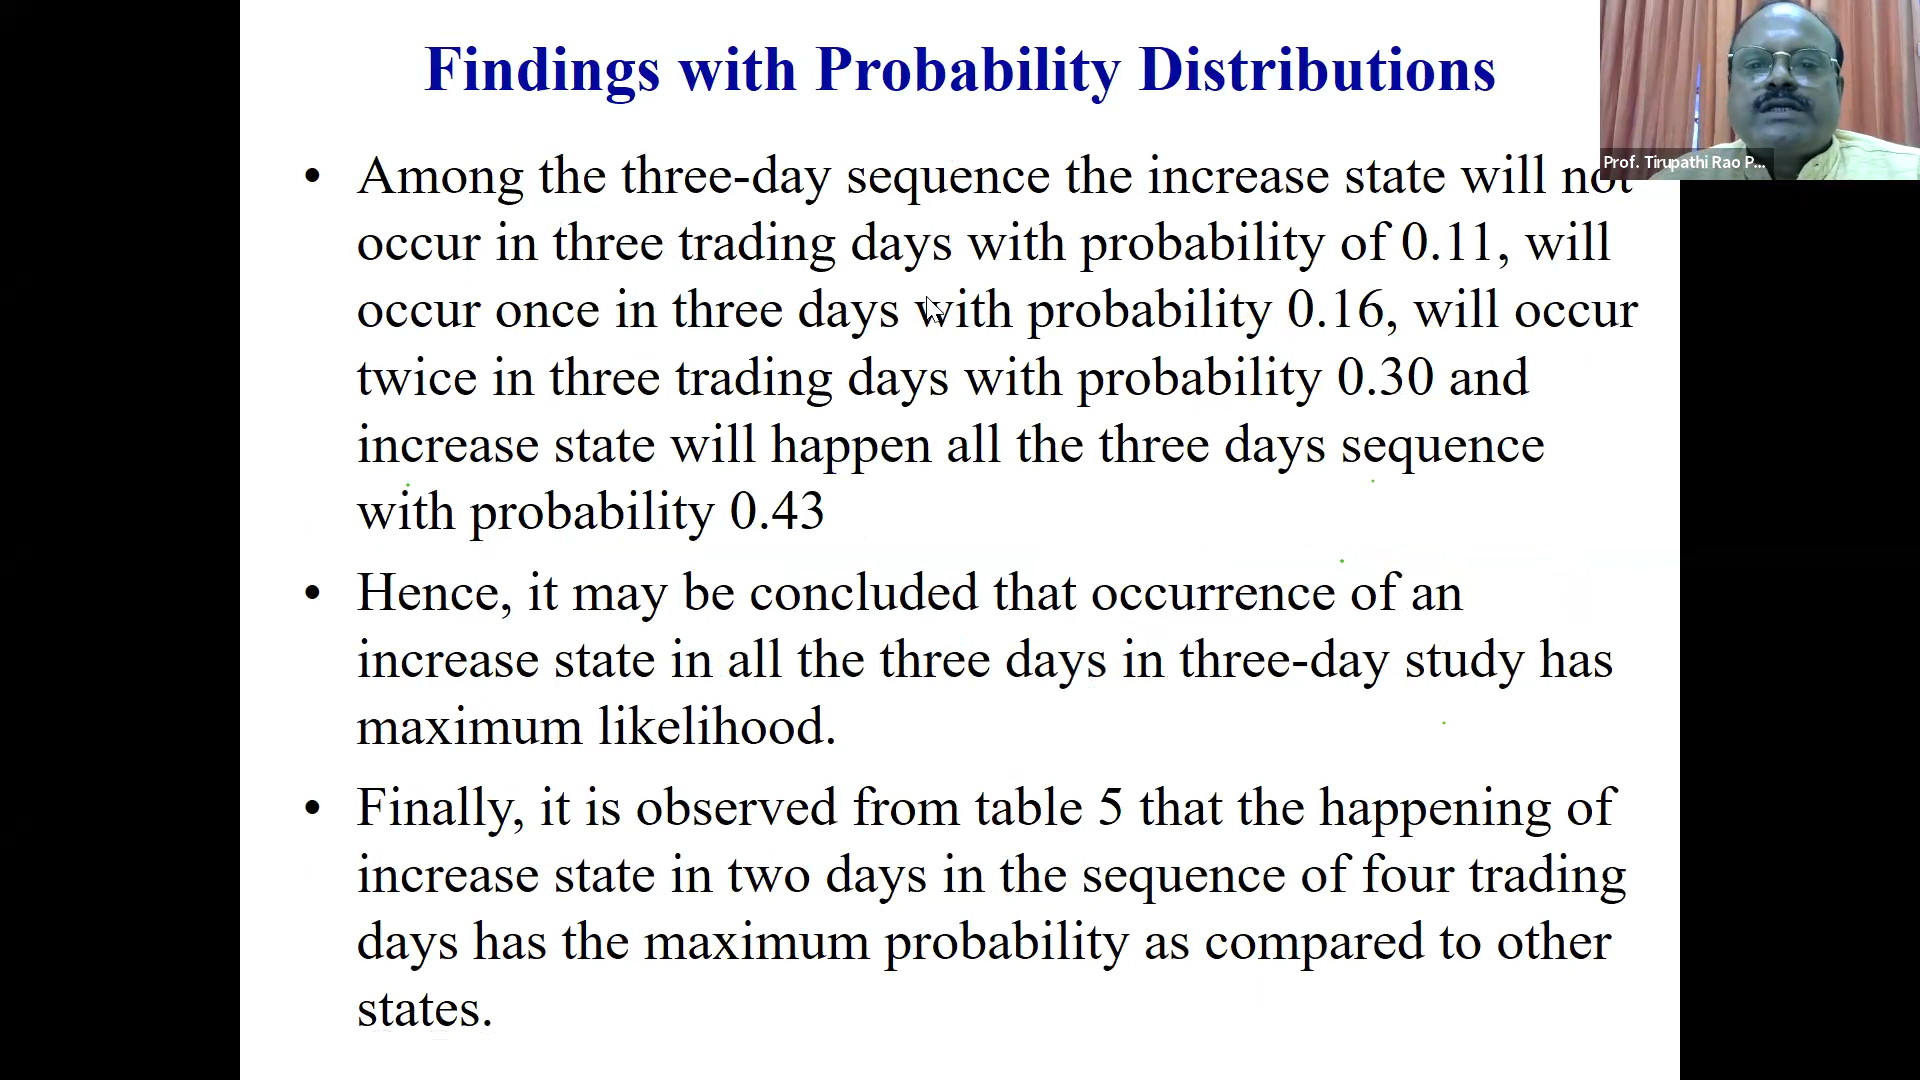 Findings with Probability Distributions
Prof. Tirupathi Rao P...
• Among the three-day sequence the increase state will not
occur in three trading days with probability of 0.11, will
occur once in three days with probability 0.16, will occur
twice in three trading days with probability 0.30 and
increase state will happen all the three days sequence
with probability 0.43
• Hence, it may be concluded that occurrence of an
increase state in all the three days in three-day study has
maximum likelihood.
• Finally, it is observed from table 5 that the happening of
increase state in two days in the sequence of four trading
days has the maximum probability as compared to other
states.